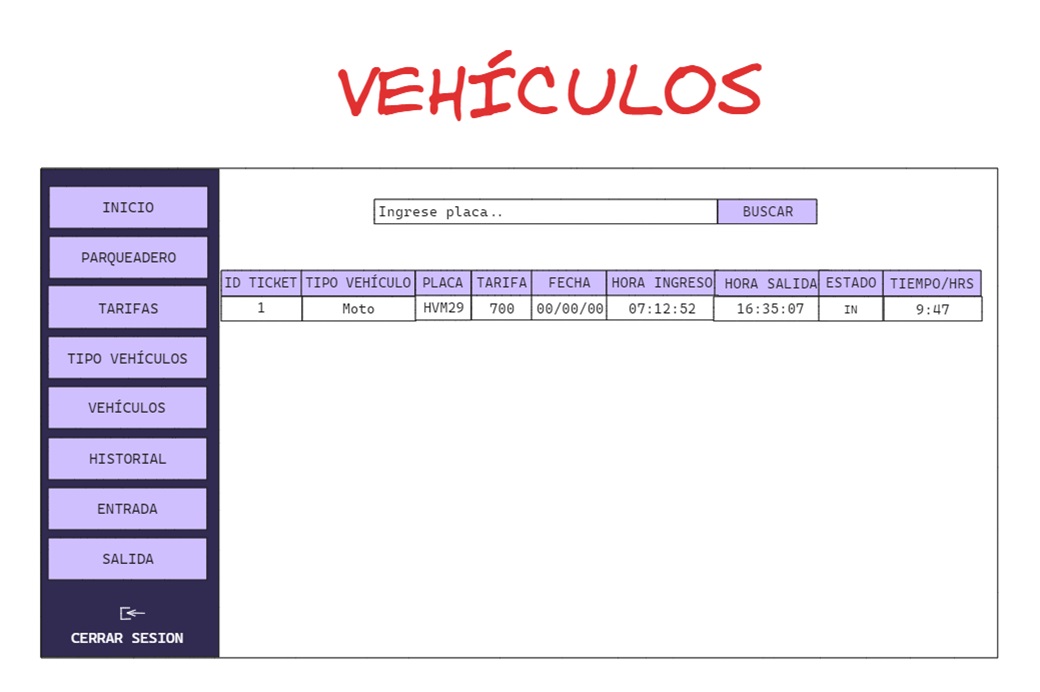 VEHÍCULOS
INICIO
PARQUEADERO
TARIFAS
TIPO VEHÍCULOS
VEHÍCULOS
HISTORIAL
ENTRADA
SALIDA
CERRAR SESION
Ingrese placa.. BUSCAR
ID TICKET TIPO VEHÍCULO PLACA TARIFA FECHA HORA INGRESO HORA SALIDA ESTADO TIEMPO/HRS
1 Moto HVM29 700 00/00/00 07:12:52 16:35:07 IN 9:47